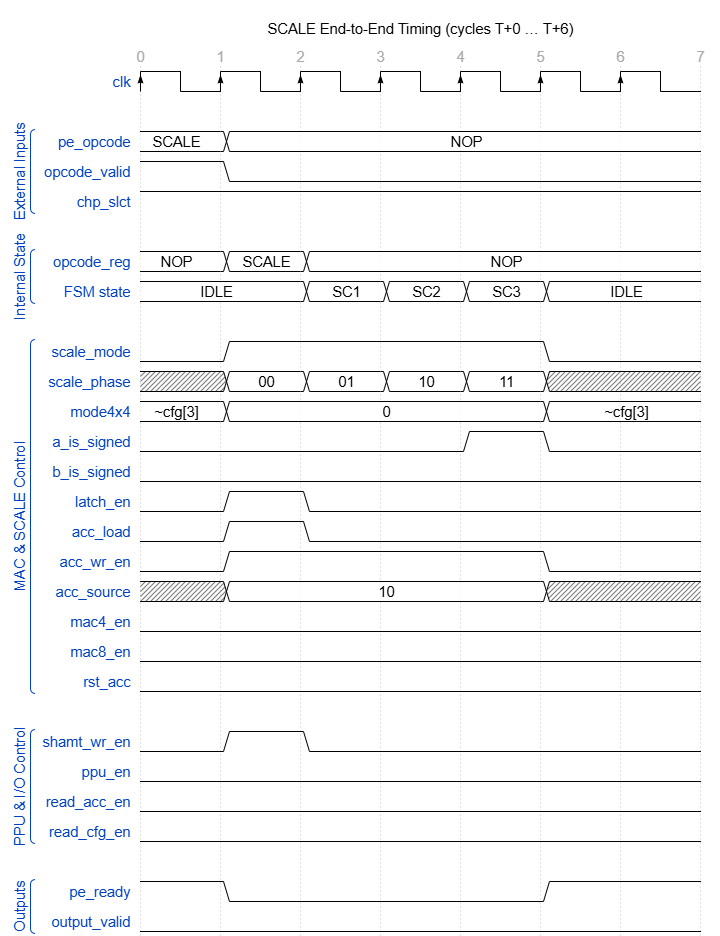 SCALE End-to-End Timing (cycles T+0 … T+6)
0 1 2 3 4 5 6 7
clk
External Inputs
pe_opcode SCALE NOP
opcode_valid
chp_slct
Internal State
opcode_reg NOP SCALE NOP
FSM state IDLE SC1 SC2 SC3 IDLE
MAC & SCALE Control
scale_mode
scale_phase 00 01 10 11
mode4x4 ~cfg[3] 0 ~cfg[3]
a_is_signed
b_is_signed
latch_en
acc_load
acc_wr_en
acc_source 10
mac4_en
mac8_en
rst_acc
PPU & I/O Control
shamt_wr_en
ppu_en
read_acc_en
read_cfg_en
Outputs
pe_ready
output_valid